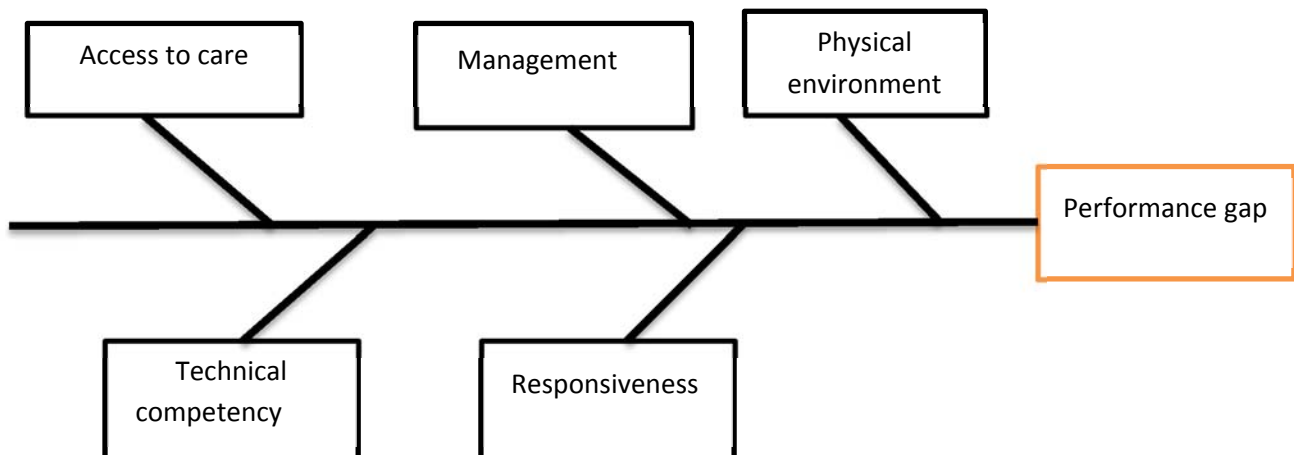 Access to care
Management
Physical
environment
Performance gap
Technical
competency
Responsiveness